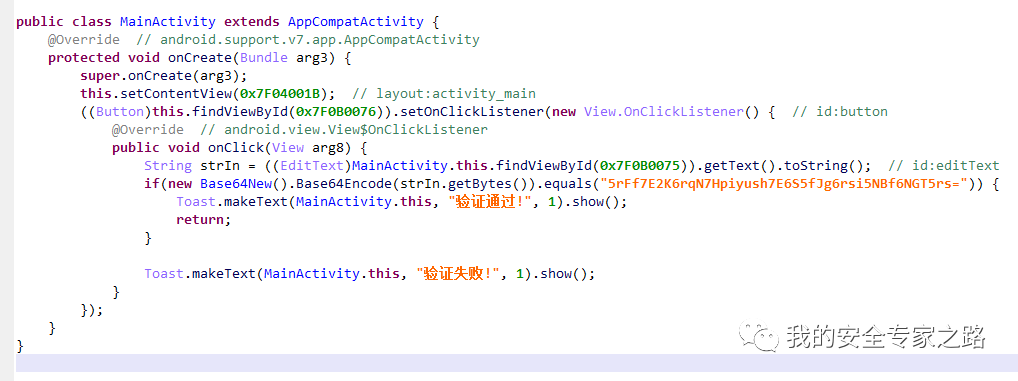 public class MainActivity extends AppCompatActivity {
@Override // android.support.v7.app.AppCompatActivity
protected void onCreate(Bundle arg3) {
super.onCreate(arg3);
this.setContentView(0x7F04001B); // layout:activity_main
((Button)this.findViewById(0x7F0B0076)).setOnClickListener(new View.OnClickListener() { // id:button
@Override // android.view.View$OnClickListener
public void onClick(View arg8) {
String strIn = ((EditText)MainActivity.this.findViewById(0x7F0B0075)).getText().toString(); // id:editText
if(new Base64New().Base64Encode(strIn.getBytes()).equals("5rFf7E2K6rqN7Hpiyush7E6S5fJg6rsi5NBf6NGT5rs=")) {
Toast.makeText(MainActivity.this, "验证通过!", 1).show();
return;
}
Toast.makeText(MainActivity.this, "验证失败!", 1).show();
}
});
}
}
我的安全专家之路